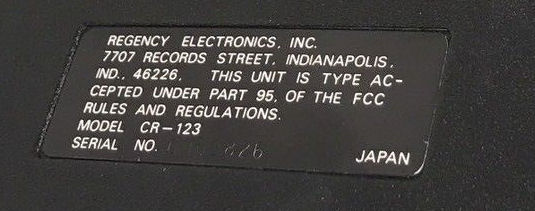 REGENCY ELECTRONICS, INC.
7707 RECORDS STREET, INDIANAPOLIS,
IND., 46226. THIS UNIT IS TYPE AC-
CEPTED UNDER PART 95, OF THE FCC
RULES AND REGULATIONS.
MODEL CR-123
SERIAL NO.
JAPAN